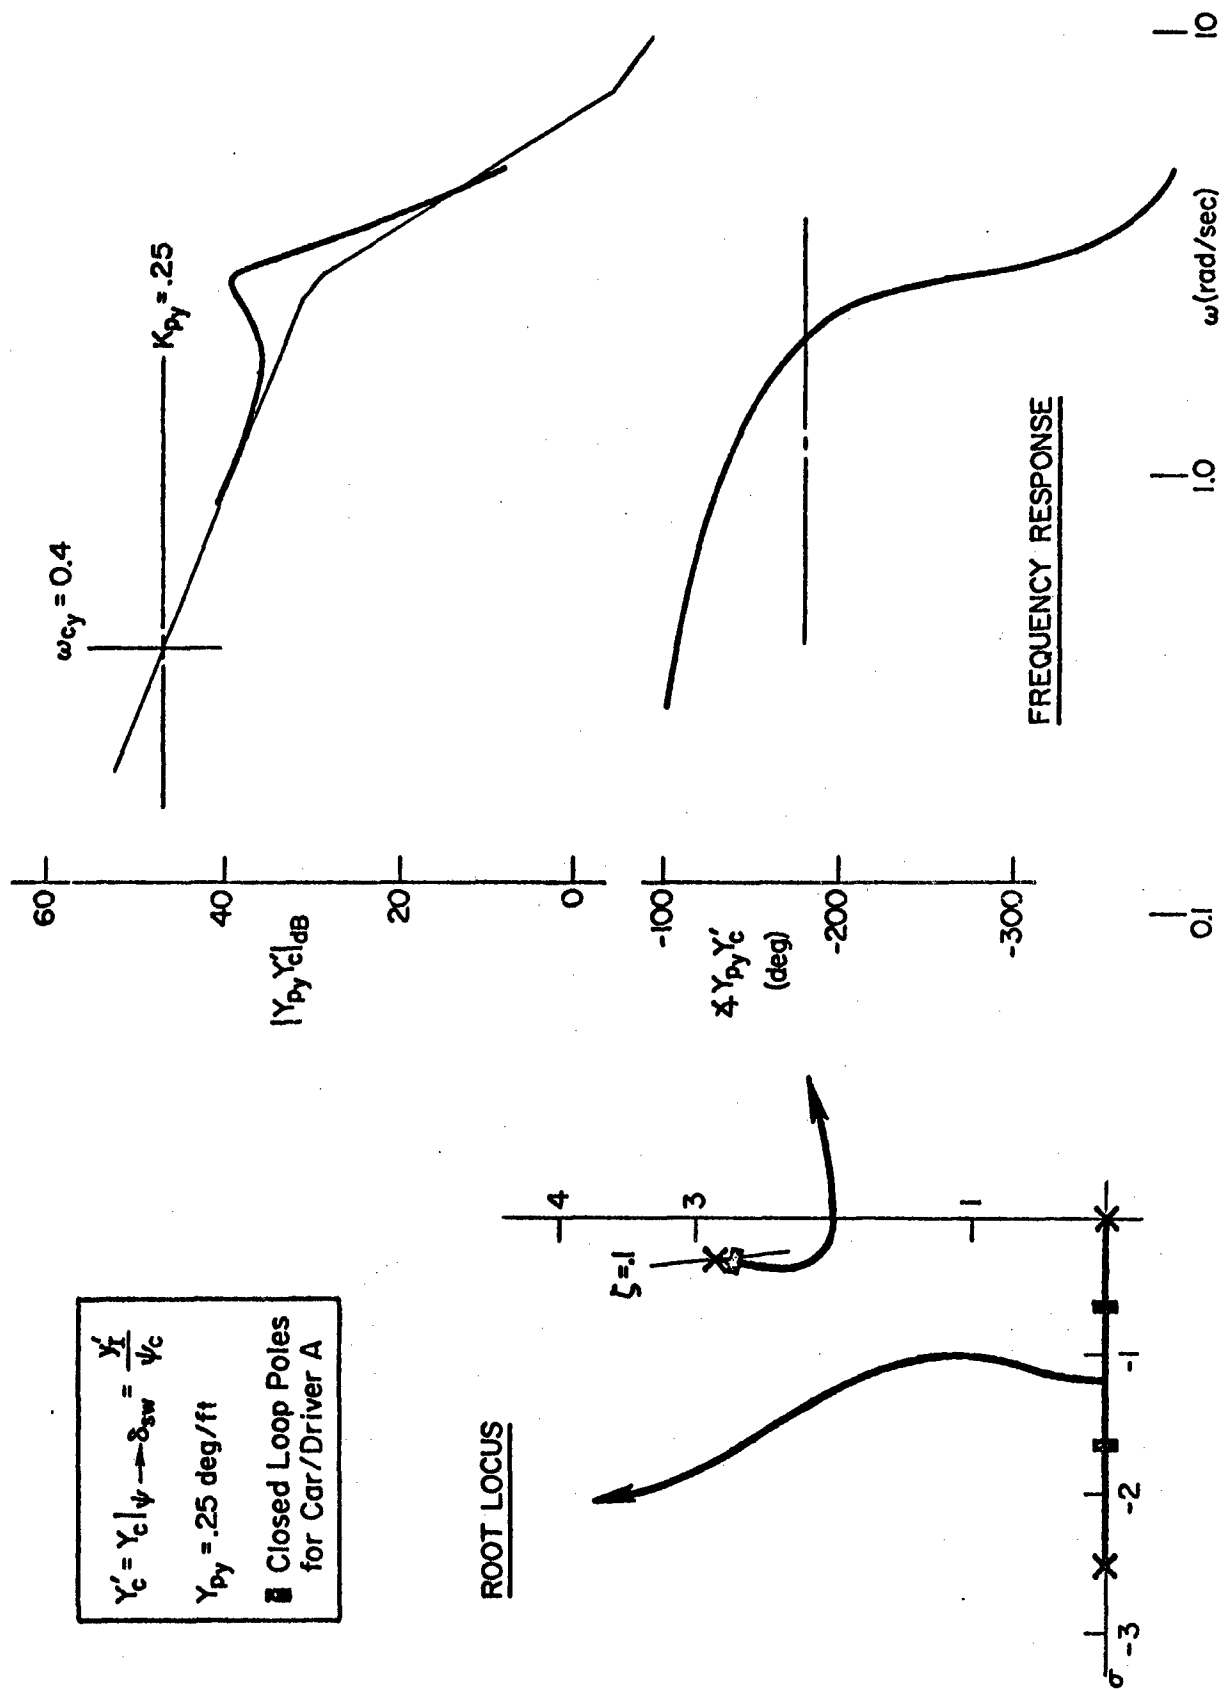 Y'c = Yc|ψ→δsw = y'I/ψc
Ypy = .25 deg/ft
Closed Loop Poles
for Car/Driver A
ROOT LOCUS
ζ=.1
4
3
1
-1
-2
-3
σ
|YpyY'c|dB
60
40
20
0
ωcy = 0.4
Kpy = .25
∡YpyY'c
(deg)
-100
-200
-300
FREQUENCY RESPONSE
0.1
1.0
10
ω(rad/sec)